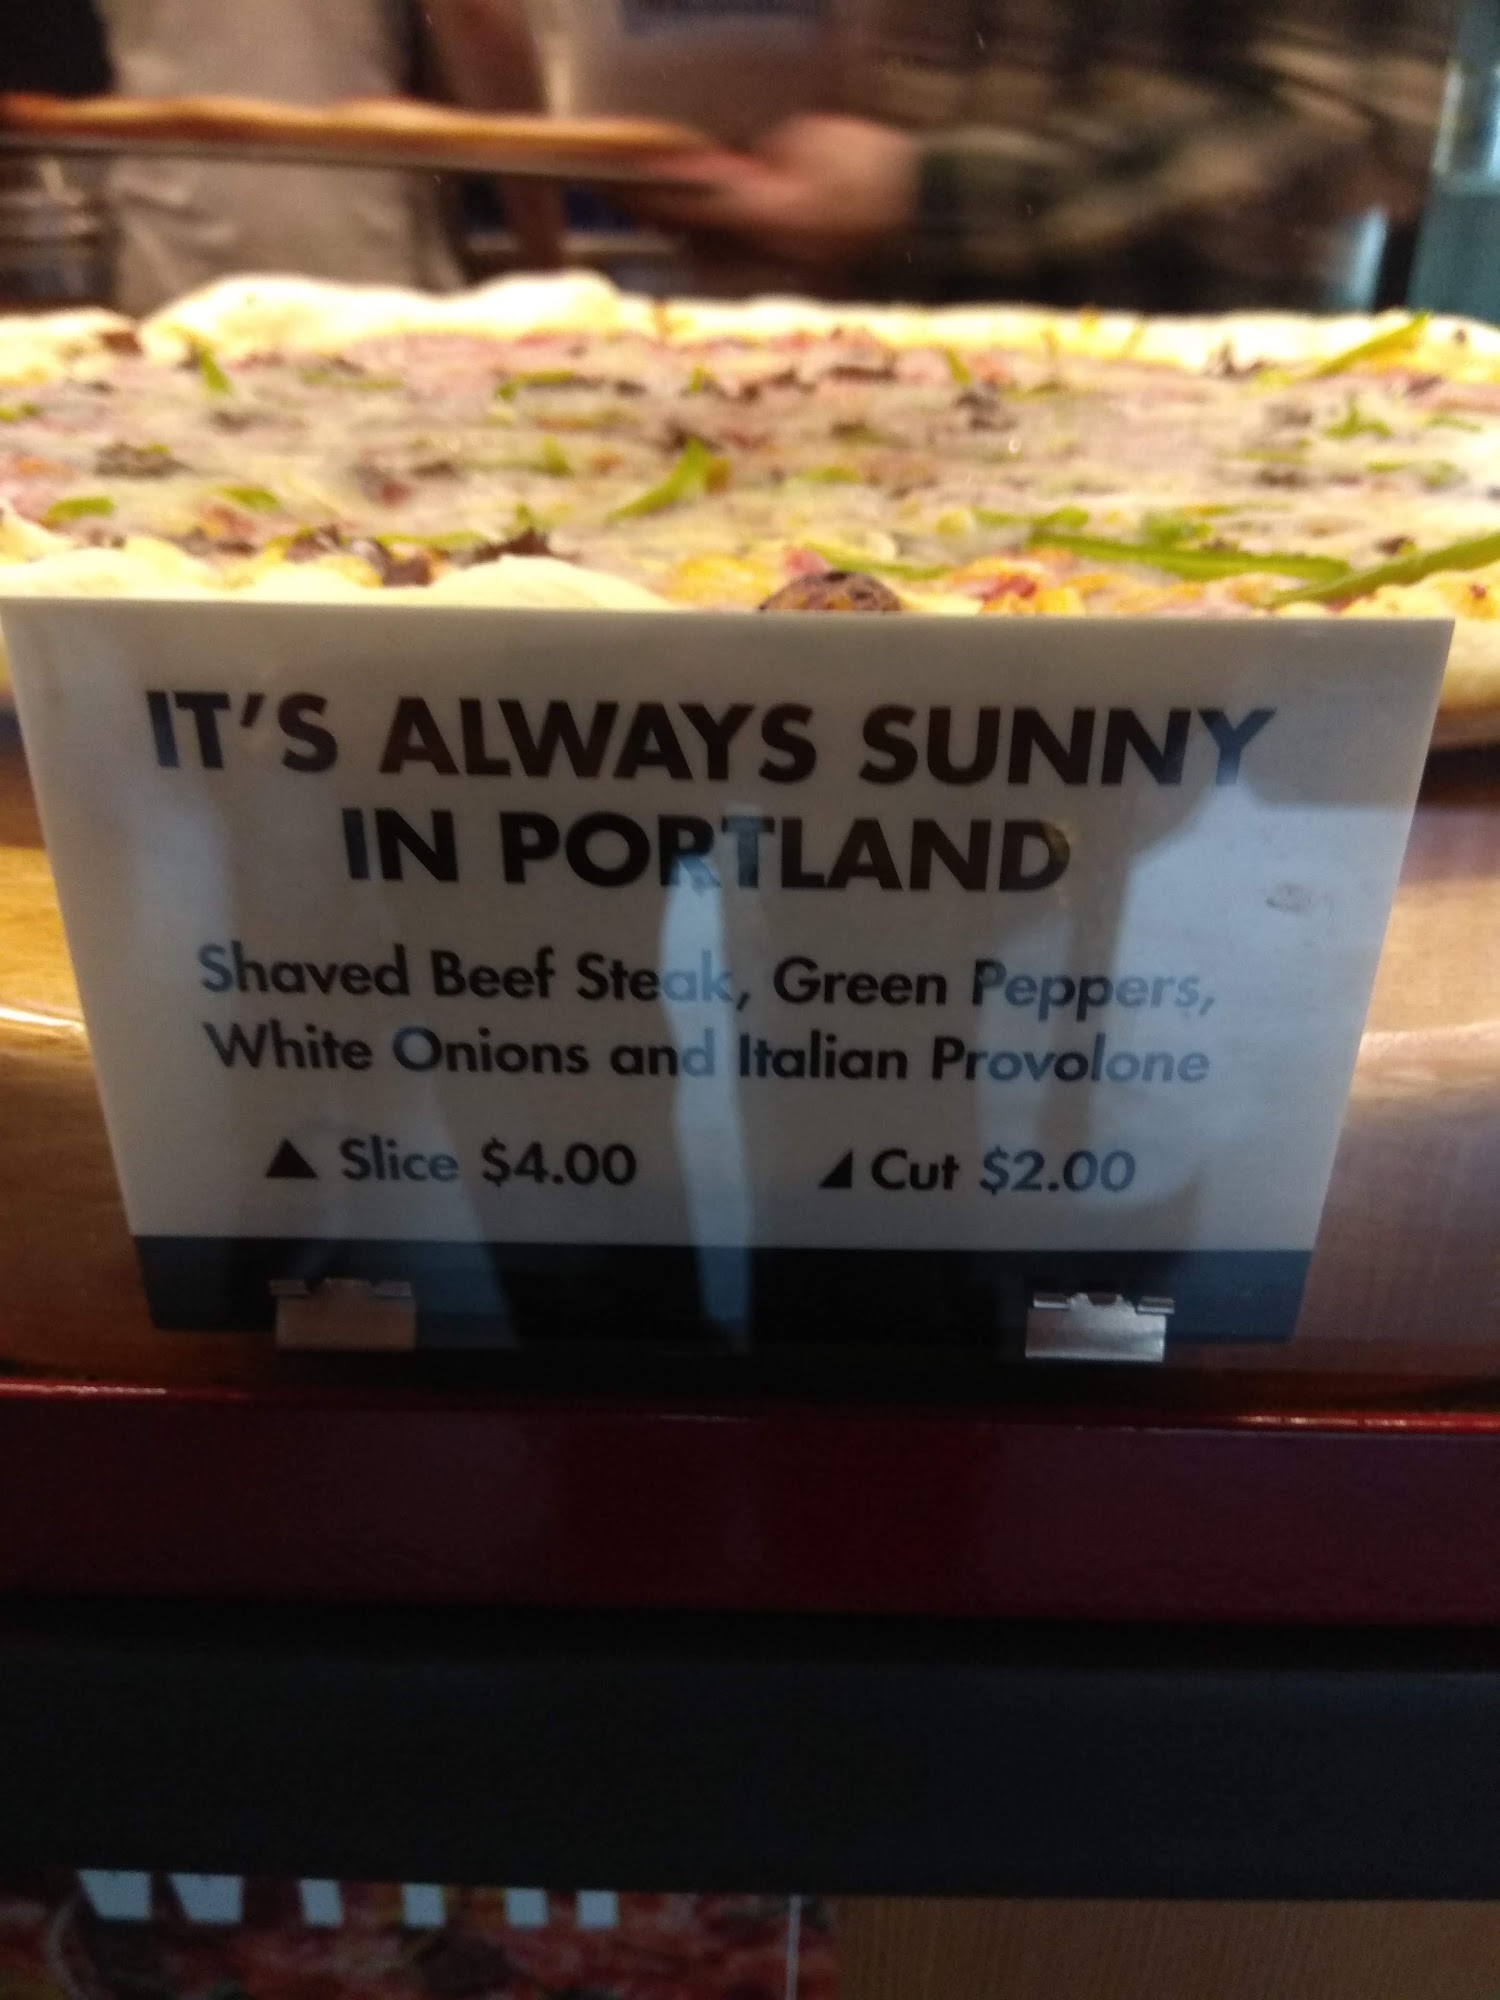 IT'S ALWAYS SUNNY
IN PORTLAND
Shaved Beef Steak, Green Peppers,
White Onions and Italian Provolone
▲ Slice $4.00 ◢ Cut $2.00